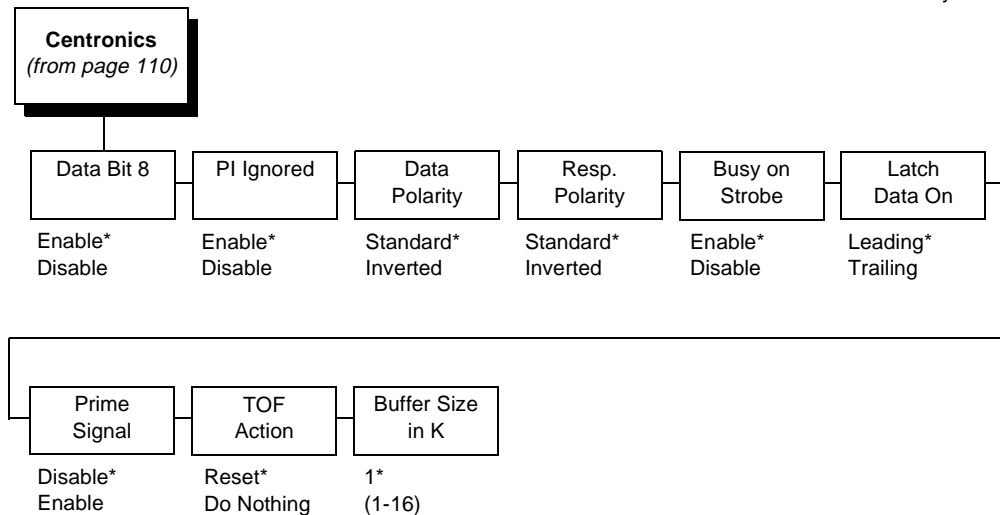 Centronics
(from page 110)
Data Bit 8
Enable*
Disable
PI Ignored
Enable*
Disable
Data
Polarity
Standard*
Inverted
Resp.
Polarity
Standard*
Inverted
Busy on
Strobe
Enable*
Disable
Latch
Data On
Leading*
Trailing
Prime
Signal
Disable*
Enable
TOF
Action
Reset*
Do Nothing
Buffer Size
in K
1*
(1-16)